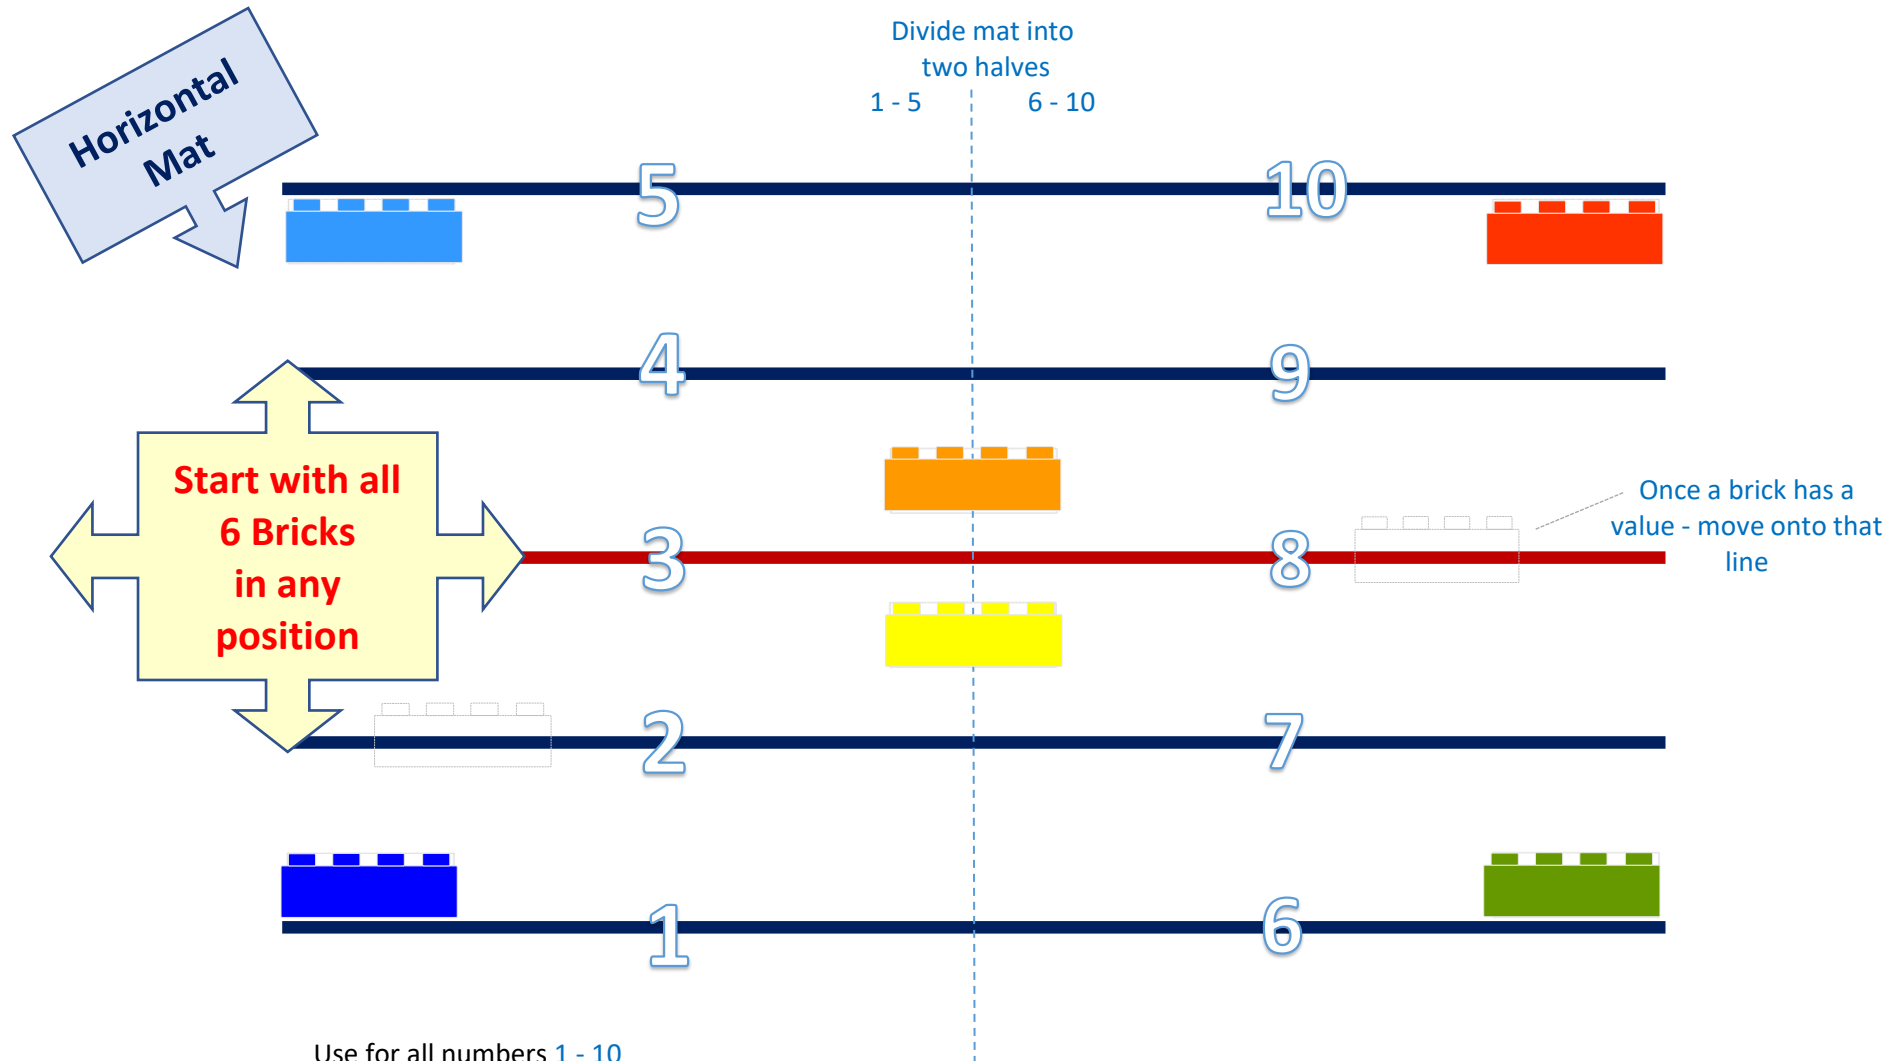 Divide mat into
two halves
1 - 5
6 - 10
Horizontal
Mat
5
10
4
9
Start with all
6 Bricks
in any
position
Once a brick has a
value - move onto that
line
3
8
2
7
1
6
Use for all numbers 1 - 10